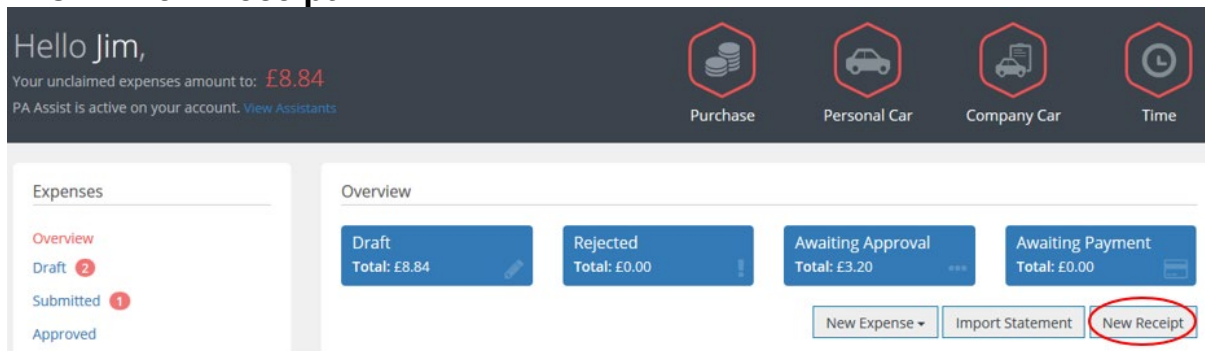 Hello Jim,
Your unclaimed expenses amount to: £8.84
PA Assist is active on your account. View Assistants
Purchase
Personal Car
Company Car
Time
Expenses
Overview
Draft 2
Submitted 1
Approved
Overview
Draft
Total: £8.84
Rejected
Total: £0.00
Awaiting Approval
Total: £3.20
Awaiting Payment
Total: £0.00
New Expense
Import Statement
New Receipt